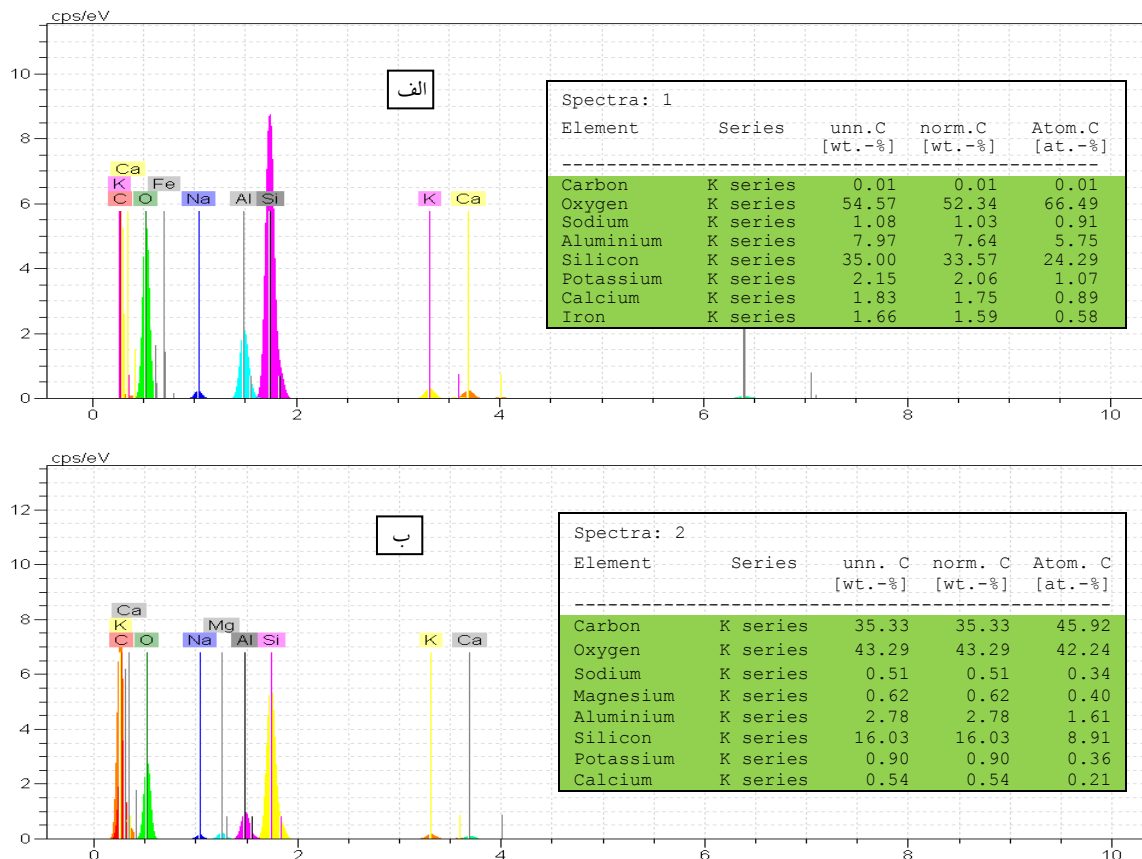 cps/eV
10
8
6
4
2
0
الف
Ca
K Fe
C O Na Al Si K Ca
Spectra: 1
Element Series unn.C norm.C Atom.C
[wt.-%] [wt.-%] [at.-%]
------------------------------------------------
Carbon K series 0.01 0.01 0.01
Oxygen K series 54.57 52.34 66.49
Sodium K series 1.08 1.03 0.91
Aluminium K series 7.97 7.64 5.75
Silicon K series 35.00 33.57 24.29
Potassium K series 2.15 2.06 1.07
Calcium K series 1.83 1.75 0.89
Iron K series 1.66 1.59 0.58
0 2 4 6 8 10
cps/eV
12
10
8
6
4
2
0
ب
Ca
K Mg
C O Na Al Si K Ca
Spectra: 2
Element Series unn. C norm. C Atom. C
[wt.-%] [wt.-%] [at.-%]
------------------------------------------------
Carbon K series 35.33 35.33 45.92
Oxygen K series 43.29 43.29 42.24
Sodium K series 0.51 0.51 0.34
Magnesium K series 0.62 0.62 0.40
Aluminium K series 2.78 2.78 1.61
Silicon K series 16.03 16.03 8.91
Potassium K series 0.90 0.90 0.36
Calcium K series 0.54 0.54 0.21
0 2 4 6 8 10